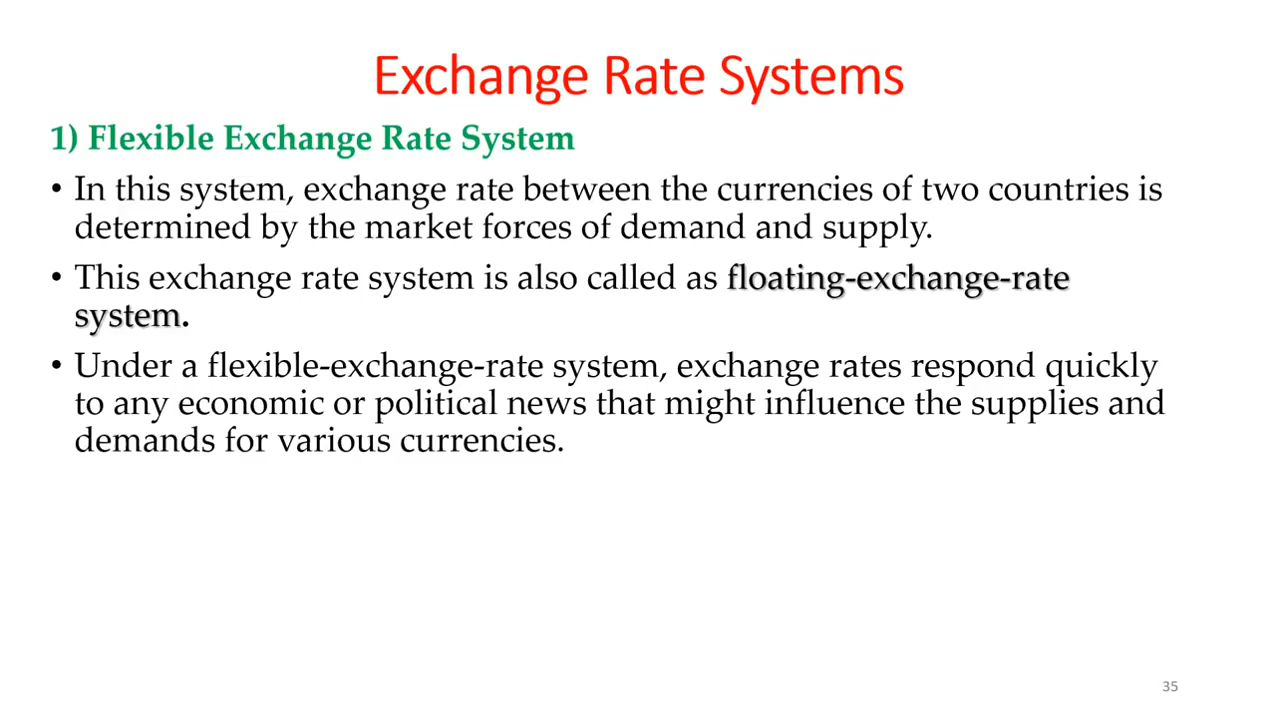 Exchange Rate Systems
1) Flexible Exchange Rate System
• In this system, exchange rate between the currencies of two countries is
determined by the market forces of demand and supply.
• This exchange rate system is also called as floating-exchange-rate
system.
• Under a flexible-exchange-rate system, exchange rates respond quickly
to any economic or political news that might influence the supplies and
demands for various currencies.
35